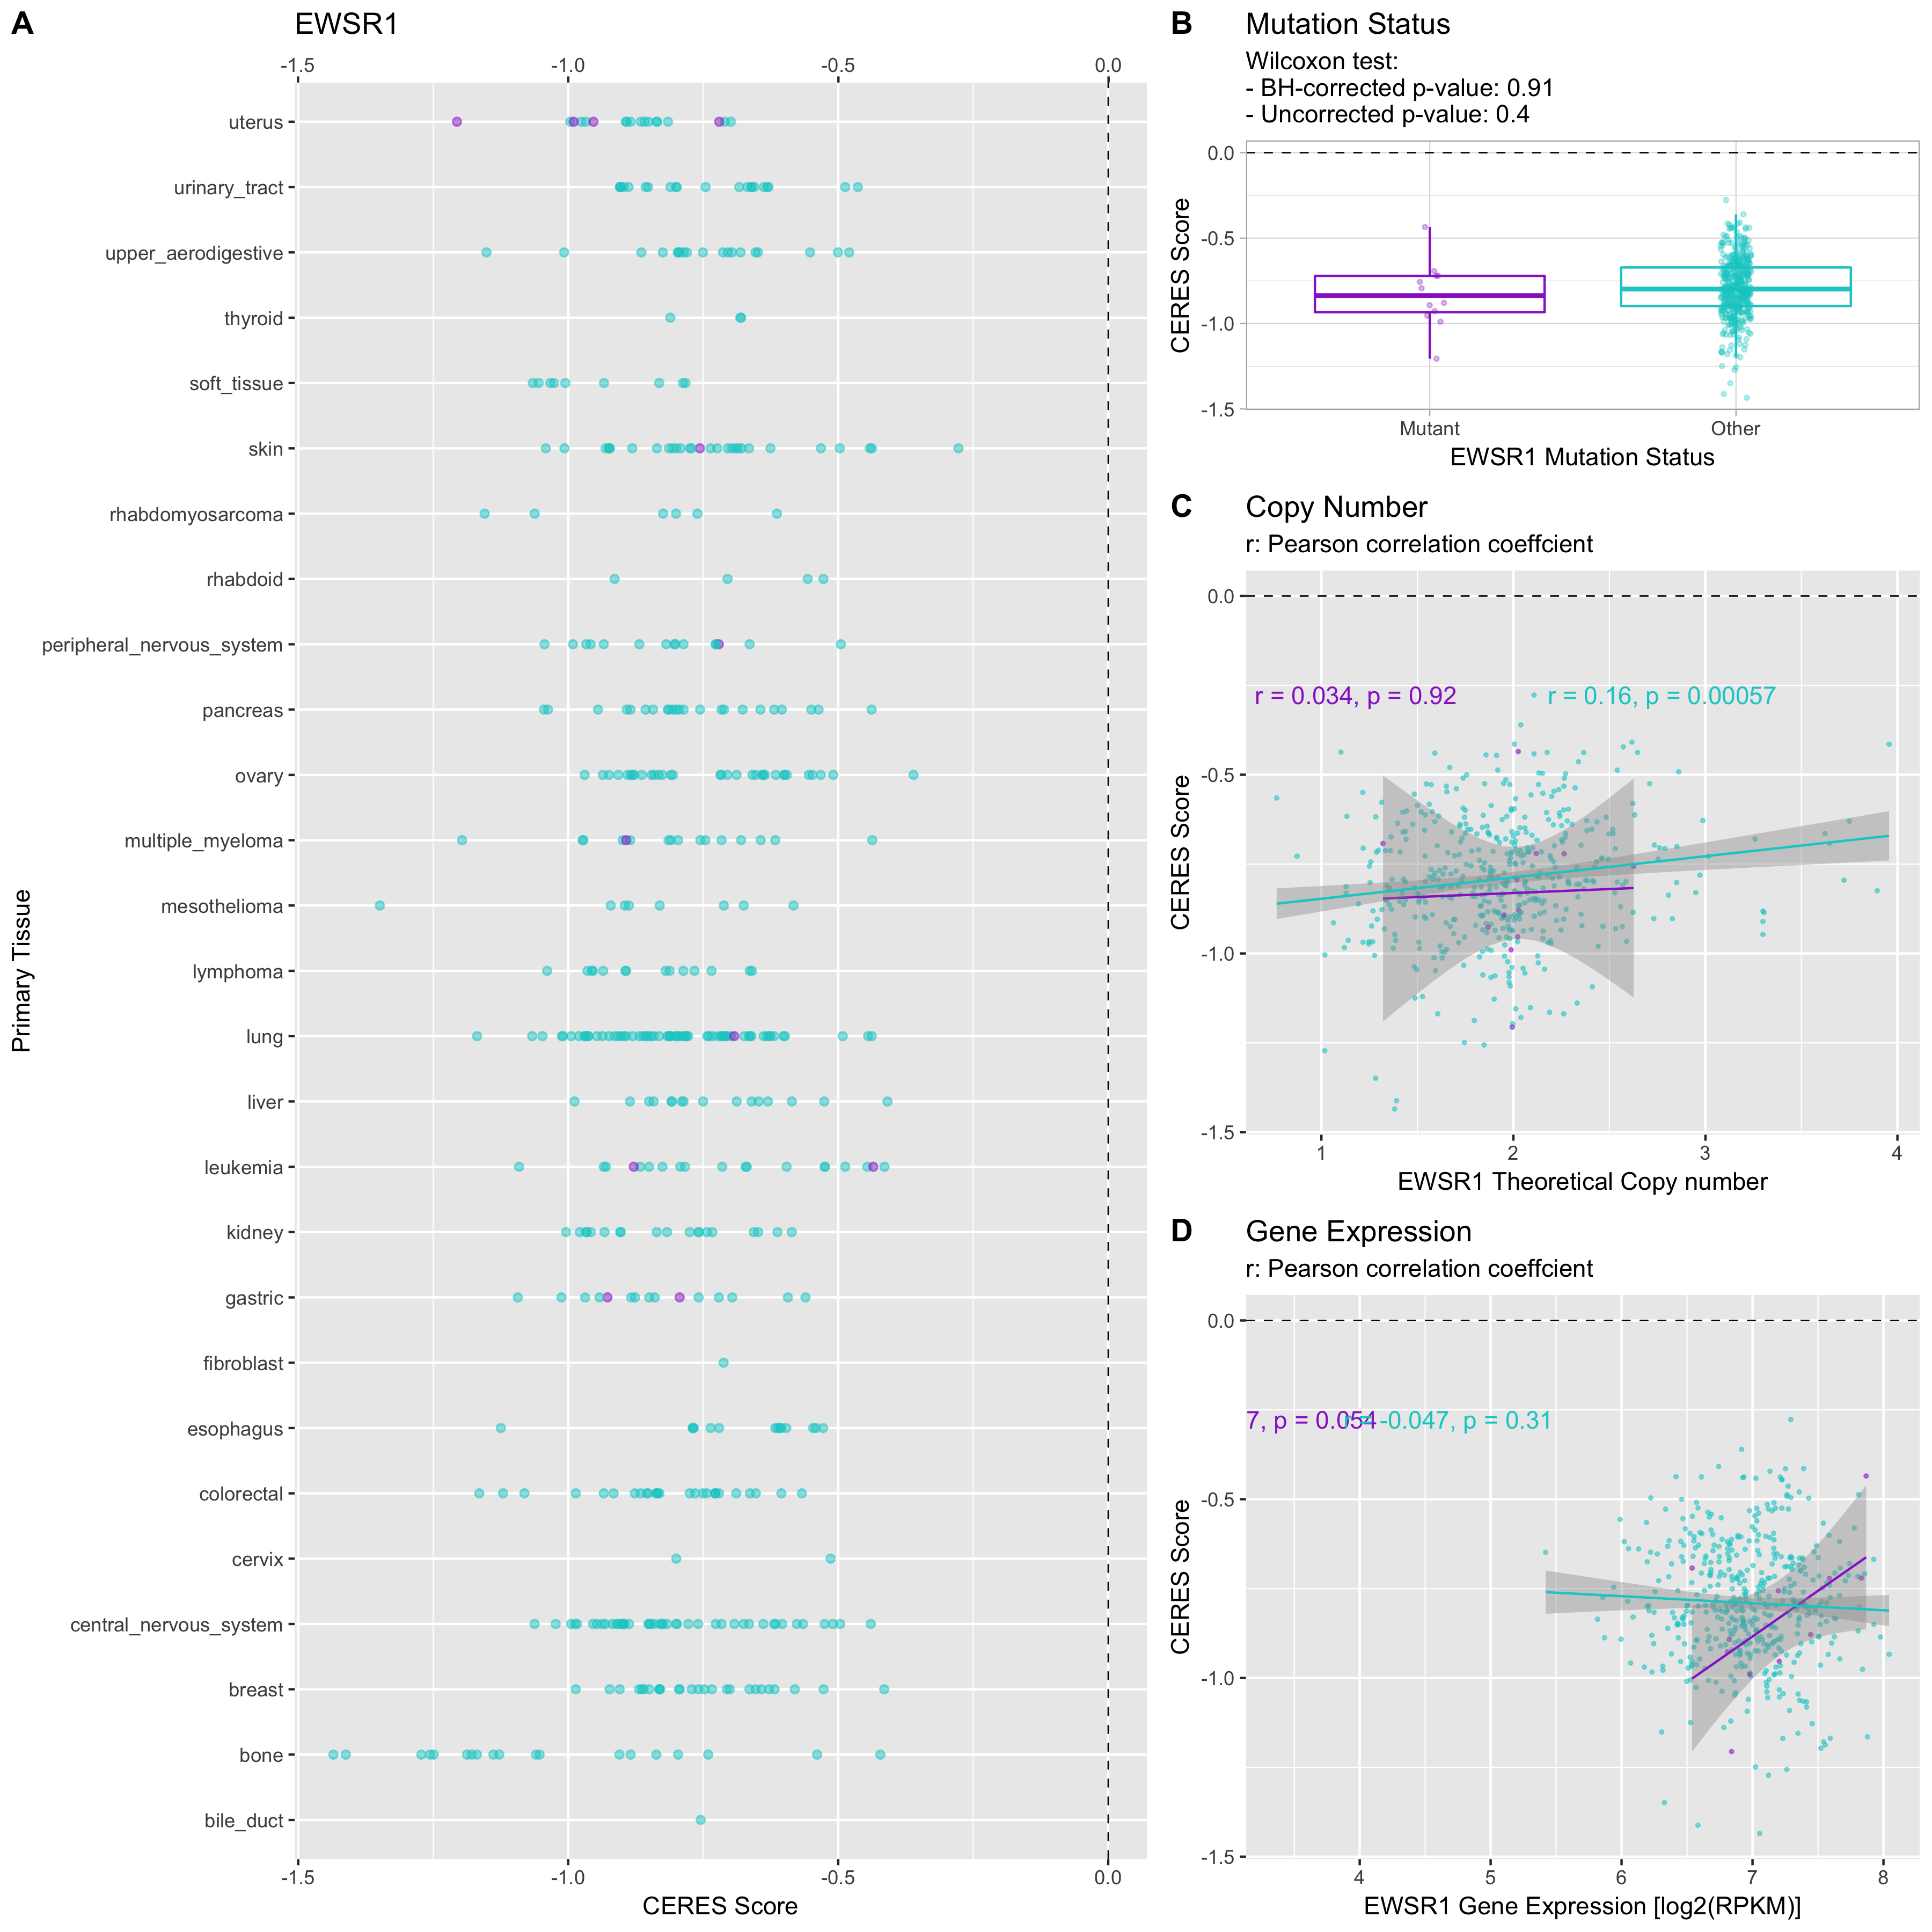 A
EWSR1
-1.5 -1.0 -0.5 0.0
uterus
urinary_tract
upper_aerodigestive
thyroid
soft_tissue
skin
rhabdomyosarcoma
rhabdoid
peripheral_nervous_system
pancreas
ovary
multiple_myeloma
mesothelioma
lymphoma
lung
liver
leukemia
kidney
gastric
fibroblast
esophagus
colorectal
cervix
central_nervous_system
breast
bone
bile_duct
Primary Tissue
-1.5 -1.0 -0.5 0.0
CERES Score
B
Mutation Status
Wilcoxon test:
- BH-corrected p-value: 0.91
- Uncorrected p-value: 0.4
0.0
-0.5
-1.0
-1.5
CERES Score
Mutant Other
EWSR1 Mutation Status
C
Copy Number
r: Pearson correlation coeffcient
r = 0.034, p = 0.92 r = 0.16, p = 0.00057
0.0
-0.5
-1.0
-1.5
CERES Score
1 2 3 4
EWSR1 Theoretical Copy number
D
Gene Expression
r: Pearson correlation coeffcient
7, p = 0.054 r = -0.047, p = 0.31
0.0
-0.5
-1.0
-1.5
CERES Score
4 5 6 7 8
EWSR1 Gene Expression [log2(RPKM)]